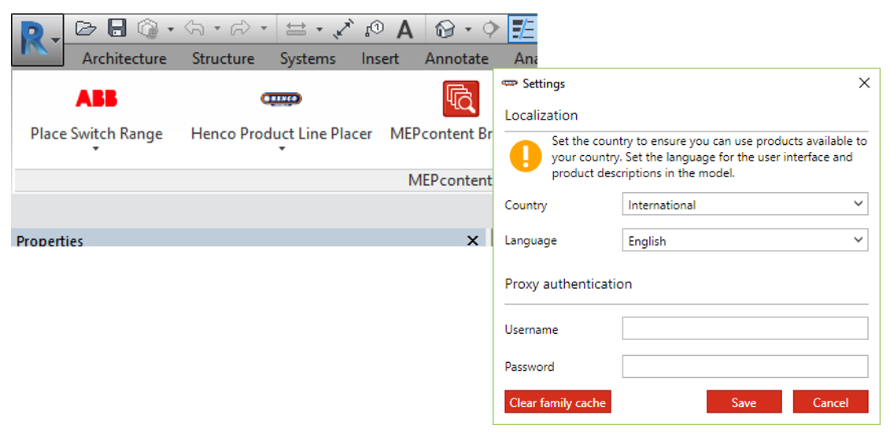 R
A
Architecture Structure Systems Insert Annotate Ana
ABB
HENCO
Place Switch Range Henco Product Line Placer MEPcontent Br
MEPcontent
Properties
Settings
Localization
Set the country to ensure you can use products available to
your country. Set the language for the user interface and
product descriptions in the model.
Country International
Language English
Proxy authentication
Username
Password
Clear family cache Save Cancel